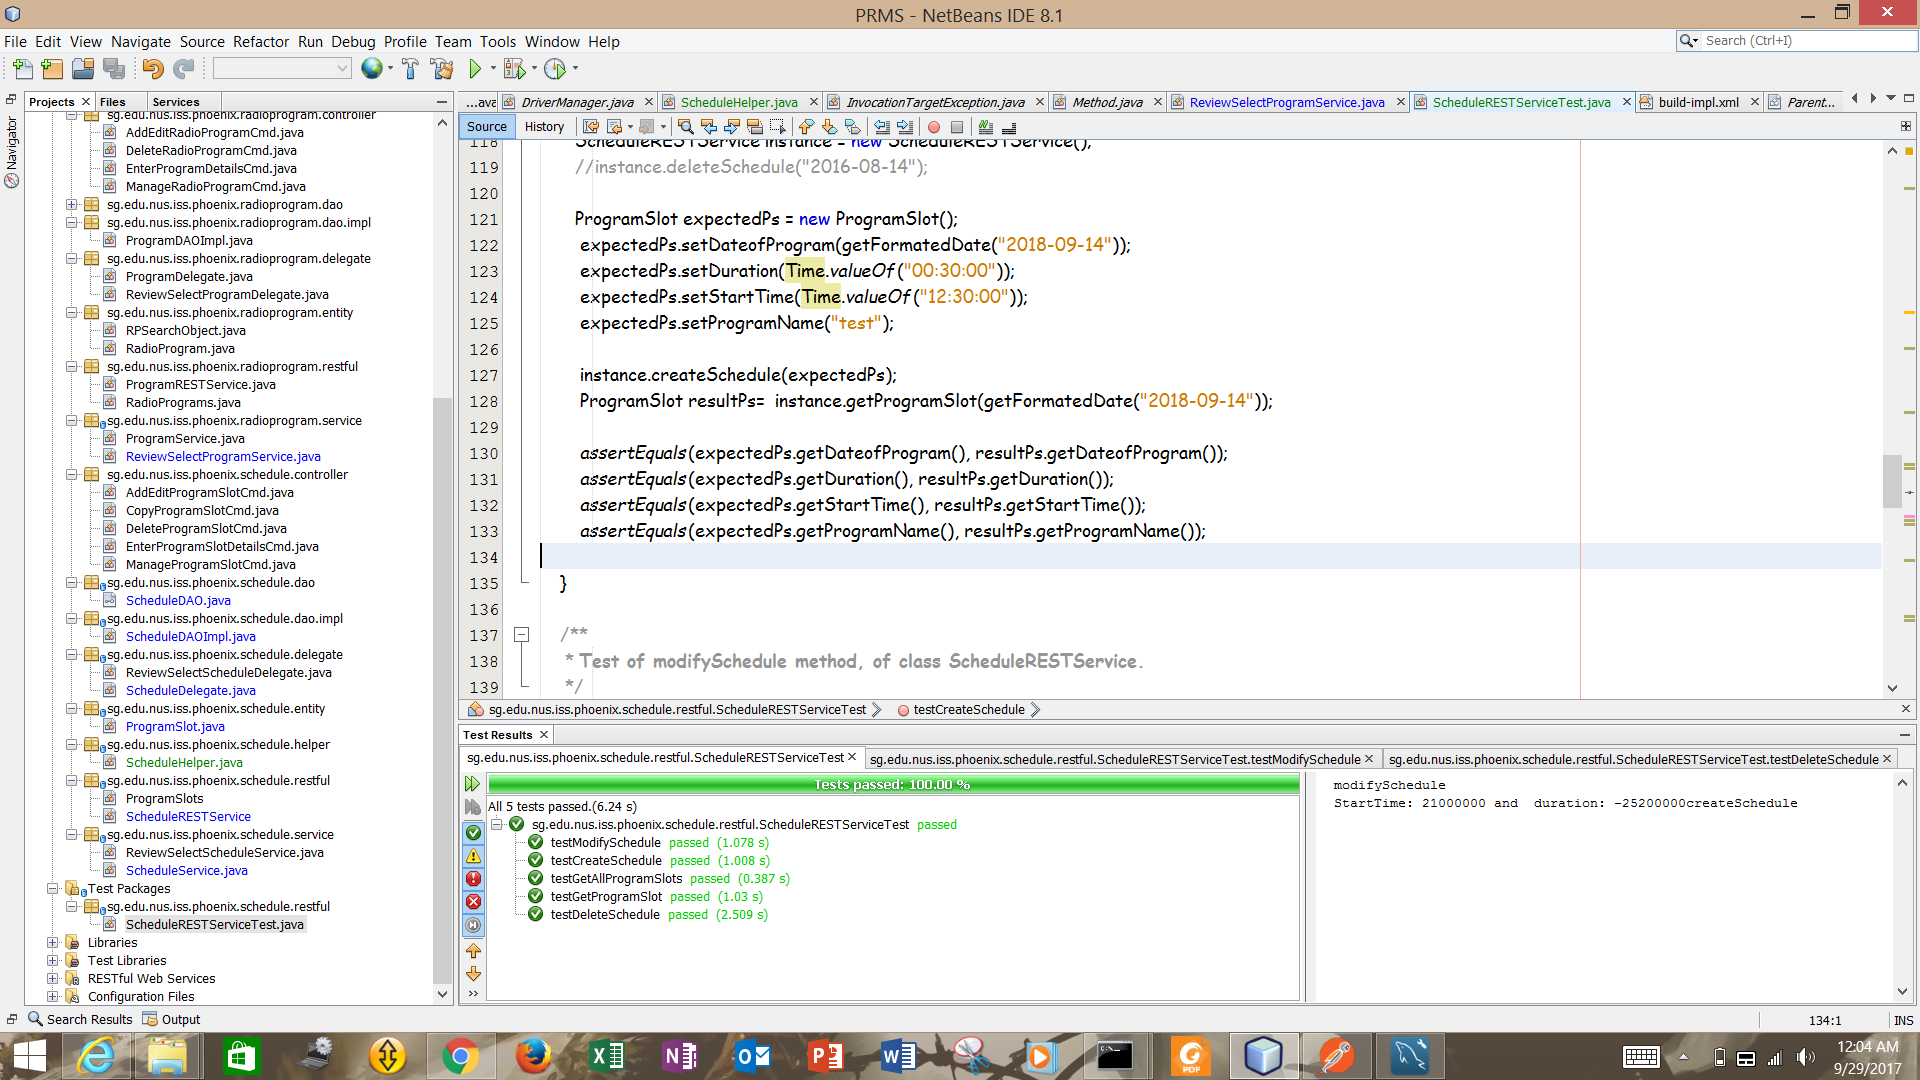 PRMS - NetBeans IDE 8.1
File Edit View Navigate Source Refactor Run Debug Profile Team Tools Window Help
Search (Ctrl+I)
Projects Files Services
Navigator
sg.edu.nus.iss.phoenix.radioprogram.controller
AddEditRadioProgramCmd.java
DeleteRadioProgramCmd.java
EnterProgramDetailsCmd.java
ManageRadioProgramCmd.java
sg.edu.nus.iss.phoenix.radioprogram.dao
sg.edu.nus.iss.phoenix.radioprogram.dao.impl
ProgramDAOImpl.java
sg.edu.nus.iss.phoenix.radioprogram.delegate
ProgramDelegate.java
ReviewSelectProgramDelegate.java
sg.edu.nus.iss.phoenix.radioprogram.entity
RPSearchObject.java
RadioProgram.java
sg.edu.nus.iss.phoenix.radioprogram.restful
ProgramRESTService.java
RadioPrograms.java
sg.edu.nus.iss.phoenix.radioprogram.service
ProgramService.java
ReviewSelectProgramService.java
sg.edu.nus.iss.phoenix.schedule.controller
AddEditProgramSlotCmd.java
CopyProgramSlotCmd.java
DeleteProgramSlotCmd.java
EnterProgramSlotDetailsCmd.java
ManageProgramSlotCmd.java
sg.edu.nus.iss.phoenix.schedule.dao
ScheduleDAO.java
sg.edu.nus.iss.phoenix.schedule.dao.impl
ScheduleDAOImpl.java
sg.edu.nus.iss.phoenix.schedule.delegate
ReviewSelectScheduleDelegate.java
ScheduleDelegate.java
sg.edu.nus.iss.phoenix.schedule.entity
ProgramSlot.java
sg.edu.nus.iss.phoenix.schedule.helper
ScheduleHelper.java
sg.edu.nus.iss.phoenix.schedule.restful
ProgramSlots
ScheduleRESTService
sg.edu.nus.iss.phoenix.schedule.service
ReviewSelectScheduleService.java
ScheduleService.java
Test Packages
sg.edu.nus.iss.phoenix.schedule.restful
ScheduleRESTServiceTest.java
Libraries
Test Libraries
RESTful Web Services
Configuration Files
...ava DriverManager.java ScheduleHelper.java InvocationTargetException.java Method.java ReviewSelectProgramService.java ScheduleRESTServiceTest.java build-impl.xml Parent...
Source History
118 ScheduleRESTService instance = new ScheduleRESTService();
119 //instance.deleteSchedule("2016-08-14");
120
121 ProgramSlot expectedPs = new ProgramSlot();
122 expectedPs.setDateofProgram(getFormatedDate("2018-09-14"));
123 expectedPs.setDuration(Time.valueOf("00:30:00"));
124 expectedPs.setStartTime(Time.valueOf("12:30:00"));
125 expectedPs.setProgramName("test");
126
127 instance.createSchedule(expectedPs);
128 ProgramSlot resultPs= instance.getProgramSlot(getFormatedDate("2018-09-14"));
129
130 assertEquals(expectedPs.getDateofProgram(), resultPs.getDateofProgram());
131 assertEquals(expectedPs.getDuration(), resultPs.getDuration());
132 assertEquals(expectedPs.getStartTime(), resultPs.getStartTime());
133 assertEquals(expectedPs.getProgramName(), resultPs.getProgramName());
134
135 }
136
137 /**
138 * Test of modifySchedule method, of class ScheduleRESTService.
139 */
sg.edu.nus.iss.phoenix.schedule.restful.ScheduleRESTServiceTest testCreateSchedule
Test Results
sg.edu.nus.iss.phoenix.schedule.restful.ScheduleRESTServiceTest sg.edu.nus.iss.phoenix.schedule.restful.ScheduleRESTServiceTest.testModifySchedule sg.edu.nus.iss.phoenix.schedule.restful.ScheduleRESTServiceTest.testDeleteSchedule
Tests passed: 100.00 %
All 5 tests passed.(6.24 s)
sg.edu.nus.iss.phoenix.schedule.restful.ScheduleRESTServiceTest passed
testModifySchedule passed (1.078 s)
testCreateSchedule passed (1.008 s)
testGetAllProgramSlots passed (0.387 s)
testGetProgramSlot passed (1.03 s)
testDeleteSchedule passed (2.509 s)
modifySchedule
StartTime: 21000000 and duration: -25200000createSchedule
Search Results Output
134:1 INS
12:04 AM
9/29/2017